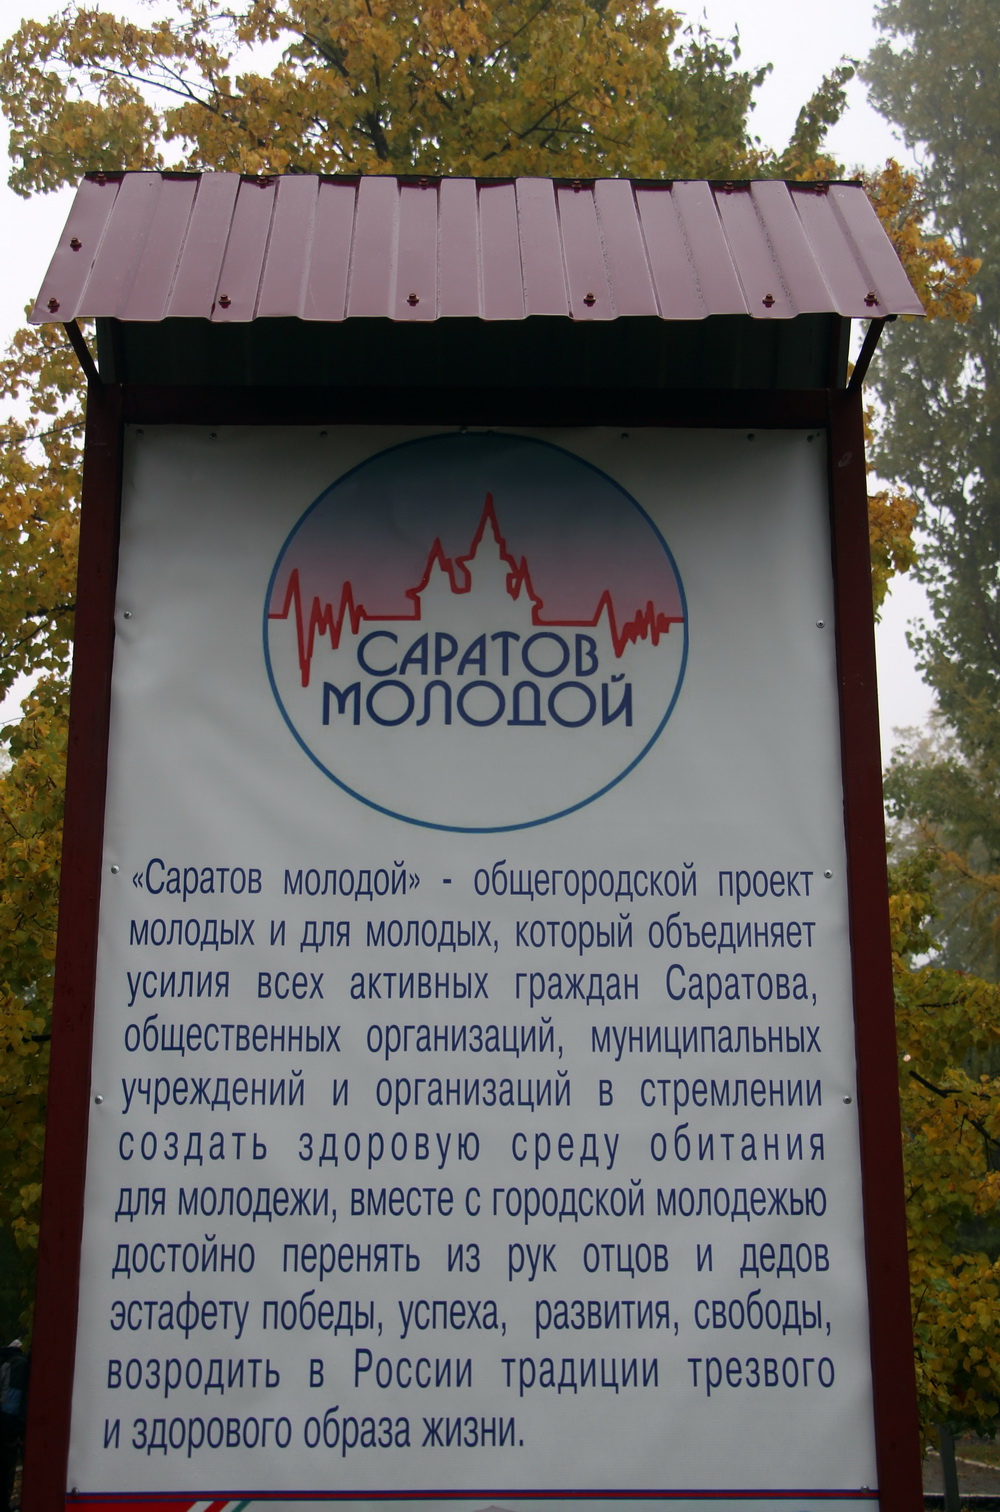 САРАТОВ
МОЛОДОЙ
«Саратов молодой» - общегородской проект
молодых и для молодых, который объединяет
усилия всех активных граждан Саратова,
общественных организаций, муниципальных
учреждений и организаций в стремлении
создать здоровую среду обитания
для молодежи, вместе с городской молодежью
достойно перенять из рук отцов и дедов
эстафету победы, успеха, развития, свободы,
возродить в России традиции трезвого
и здорового образа жизни.